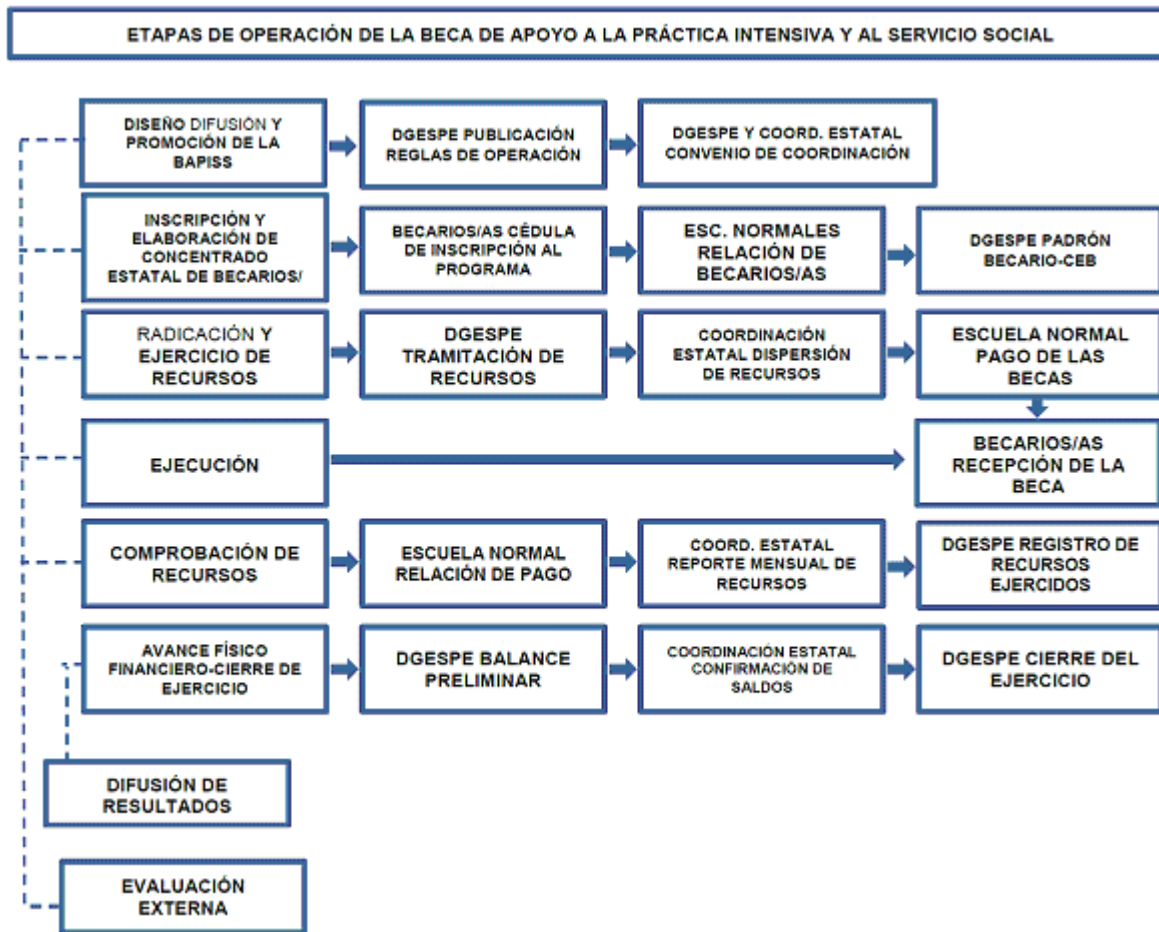 ETAPAS DE OPERACIÓN DE LA BECA DE APOYO A LA PRÁCTICA INTENSIVA Y AL SERVICIO SOCIAL
DISEÑO DIFUSIÓN Y
PROMOCIÓN DE LA
BAPISS
DGESPE PUBLICACIÓN
REGLAS DE OPERACIÓN
DGESPE Y COORD. ESTATAL
CONVENIO DE COORDINACIÓN
INSCRIPCIÓN Y
ELABORACIÓN DE
CONCENTRADO
ESTATAL DE BECARIOS/
BECARIOS/AS CÉDULA
DE INSCRIPCIÓN AL
PROGRAMA
ESC. NORMALES
RELACIÓN DE
BECARIOS/AS
DGESPE PADRÓN
BECARIO-CEB
RADICACIÓN Y
EJERCICIO DE
RECURSOS
DGESPE
TRAMITACIÓN DE
RECURSOS
COORDINACIÓN
ESTATAL DISPERSIÓN
DE RECURSOS
ESCUELA NORMAL
PAGO DE LAS
BECAS
EJECUCIÓN
BECARIOS/AS
RECEPCIÓN DE LA
BECA
COMPROBACIÓN DE
RECURSOS
ESCUELA NORMAL
RELACIÓN DE PAGO
COORD. ESTATAL
REPORTE MENSUAL DE
RECURSOS
DGESPE REGISTRO DE
RECURSOS
EJERCIDOS
AVANCE FÍSICO
FINANCIERO-CIERRE DE
EJERCICIO
DGESPE BALANCE
PRELIMINAR
COORDINACIÓN ESTATAL
CONFIRMACIÓN DE
SALDOS
DGESPE CIERRE DEL
EJERCICIO
DIFUSIÓN DE
RESULTADOS
EVALUACIÓN
EXTERNA